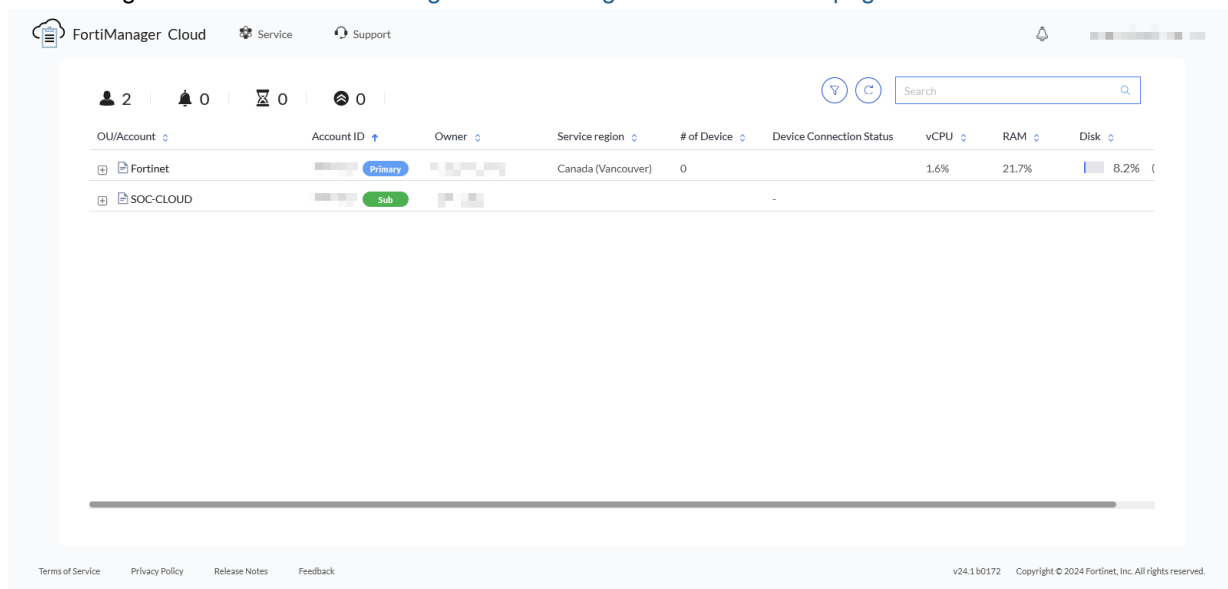 FortiManager Cloud Service Support
2 0 0 0 Search
OU/Account Account ID Owner Service region # of Device Device Connection Status vCPU RAM Disk
Fortinet Primary Canada (Vancouver) 0 1.6% 21.7% 8.2% (
SOC-CLOUD Sub -
Terms of Service Privacy Policy Release Notes Feedback v24.1 b0172 Copyright © 2024 Fortinet, Inc. All rights reserved.